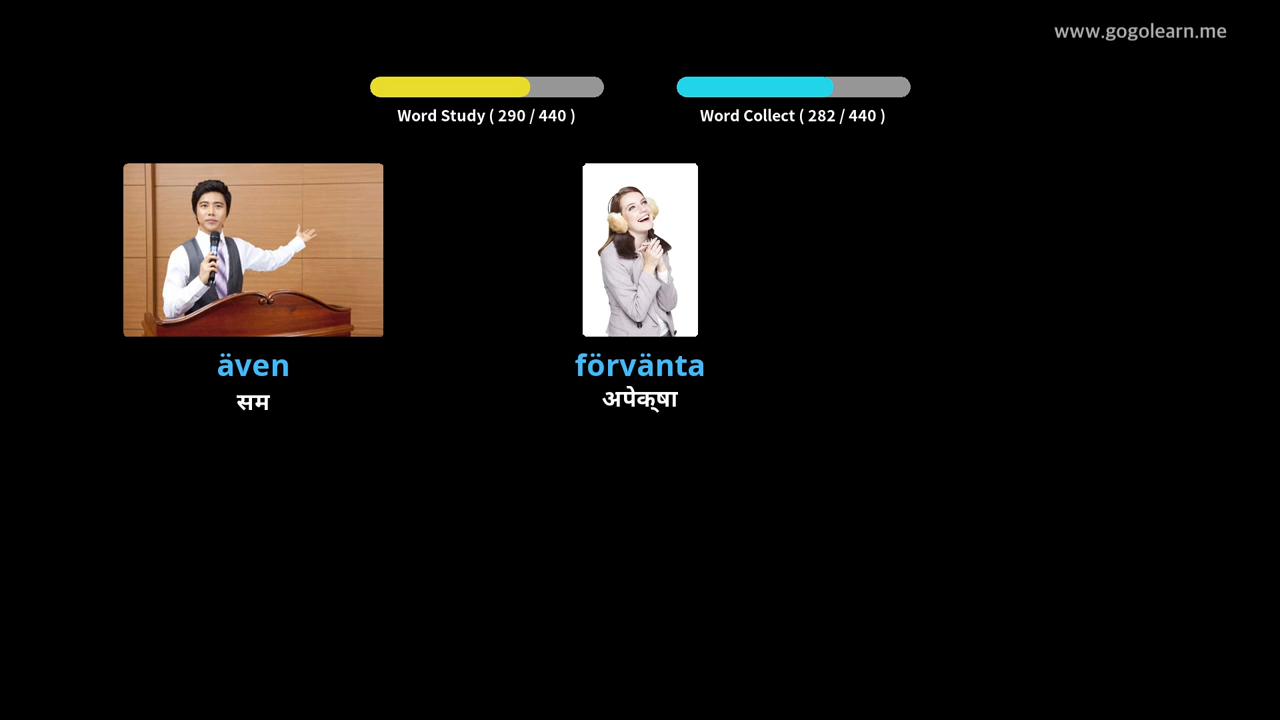 www.gogolearn.me
Word Study ( 290 / 440 )
Word Collect ( 282 / 440 )
även
förvänta
सम
अपेक्षा